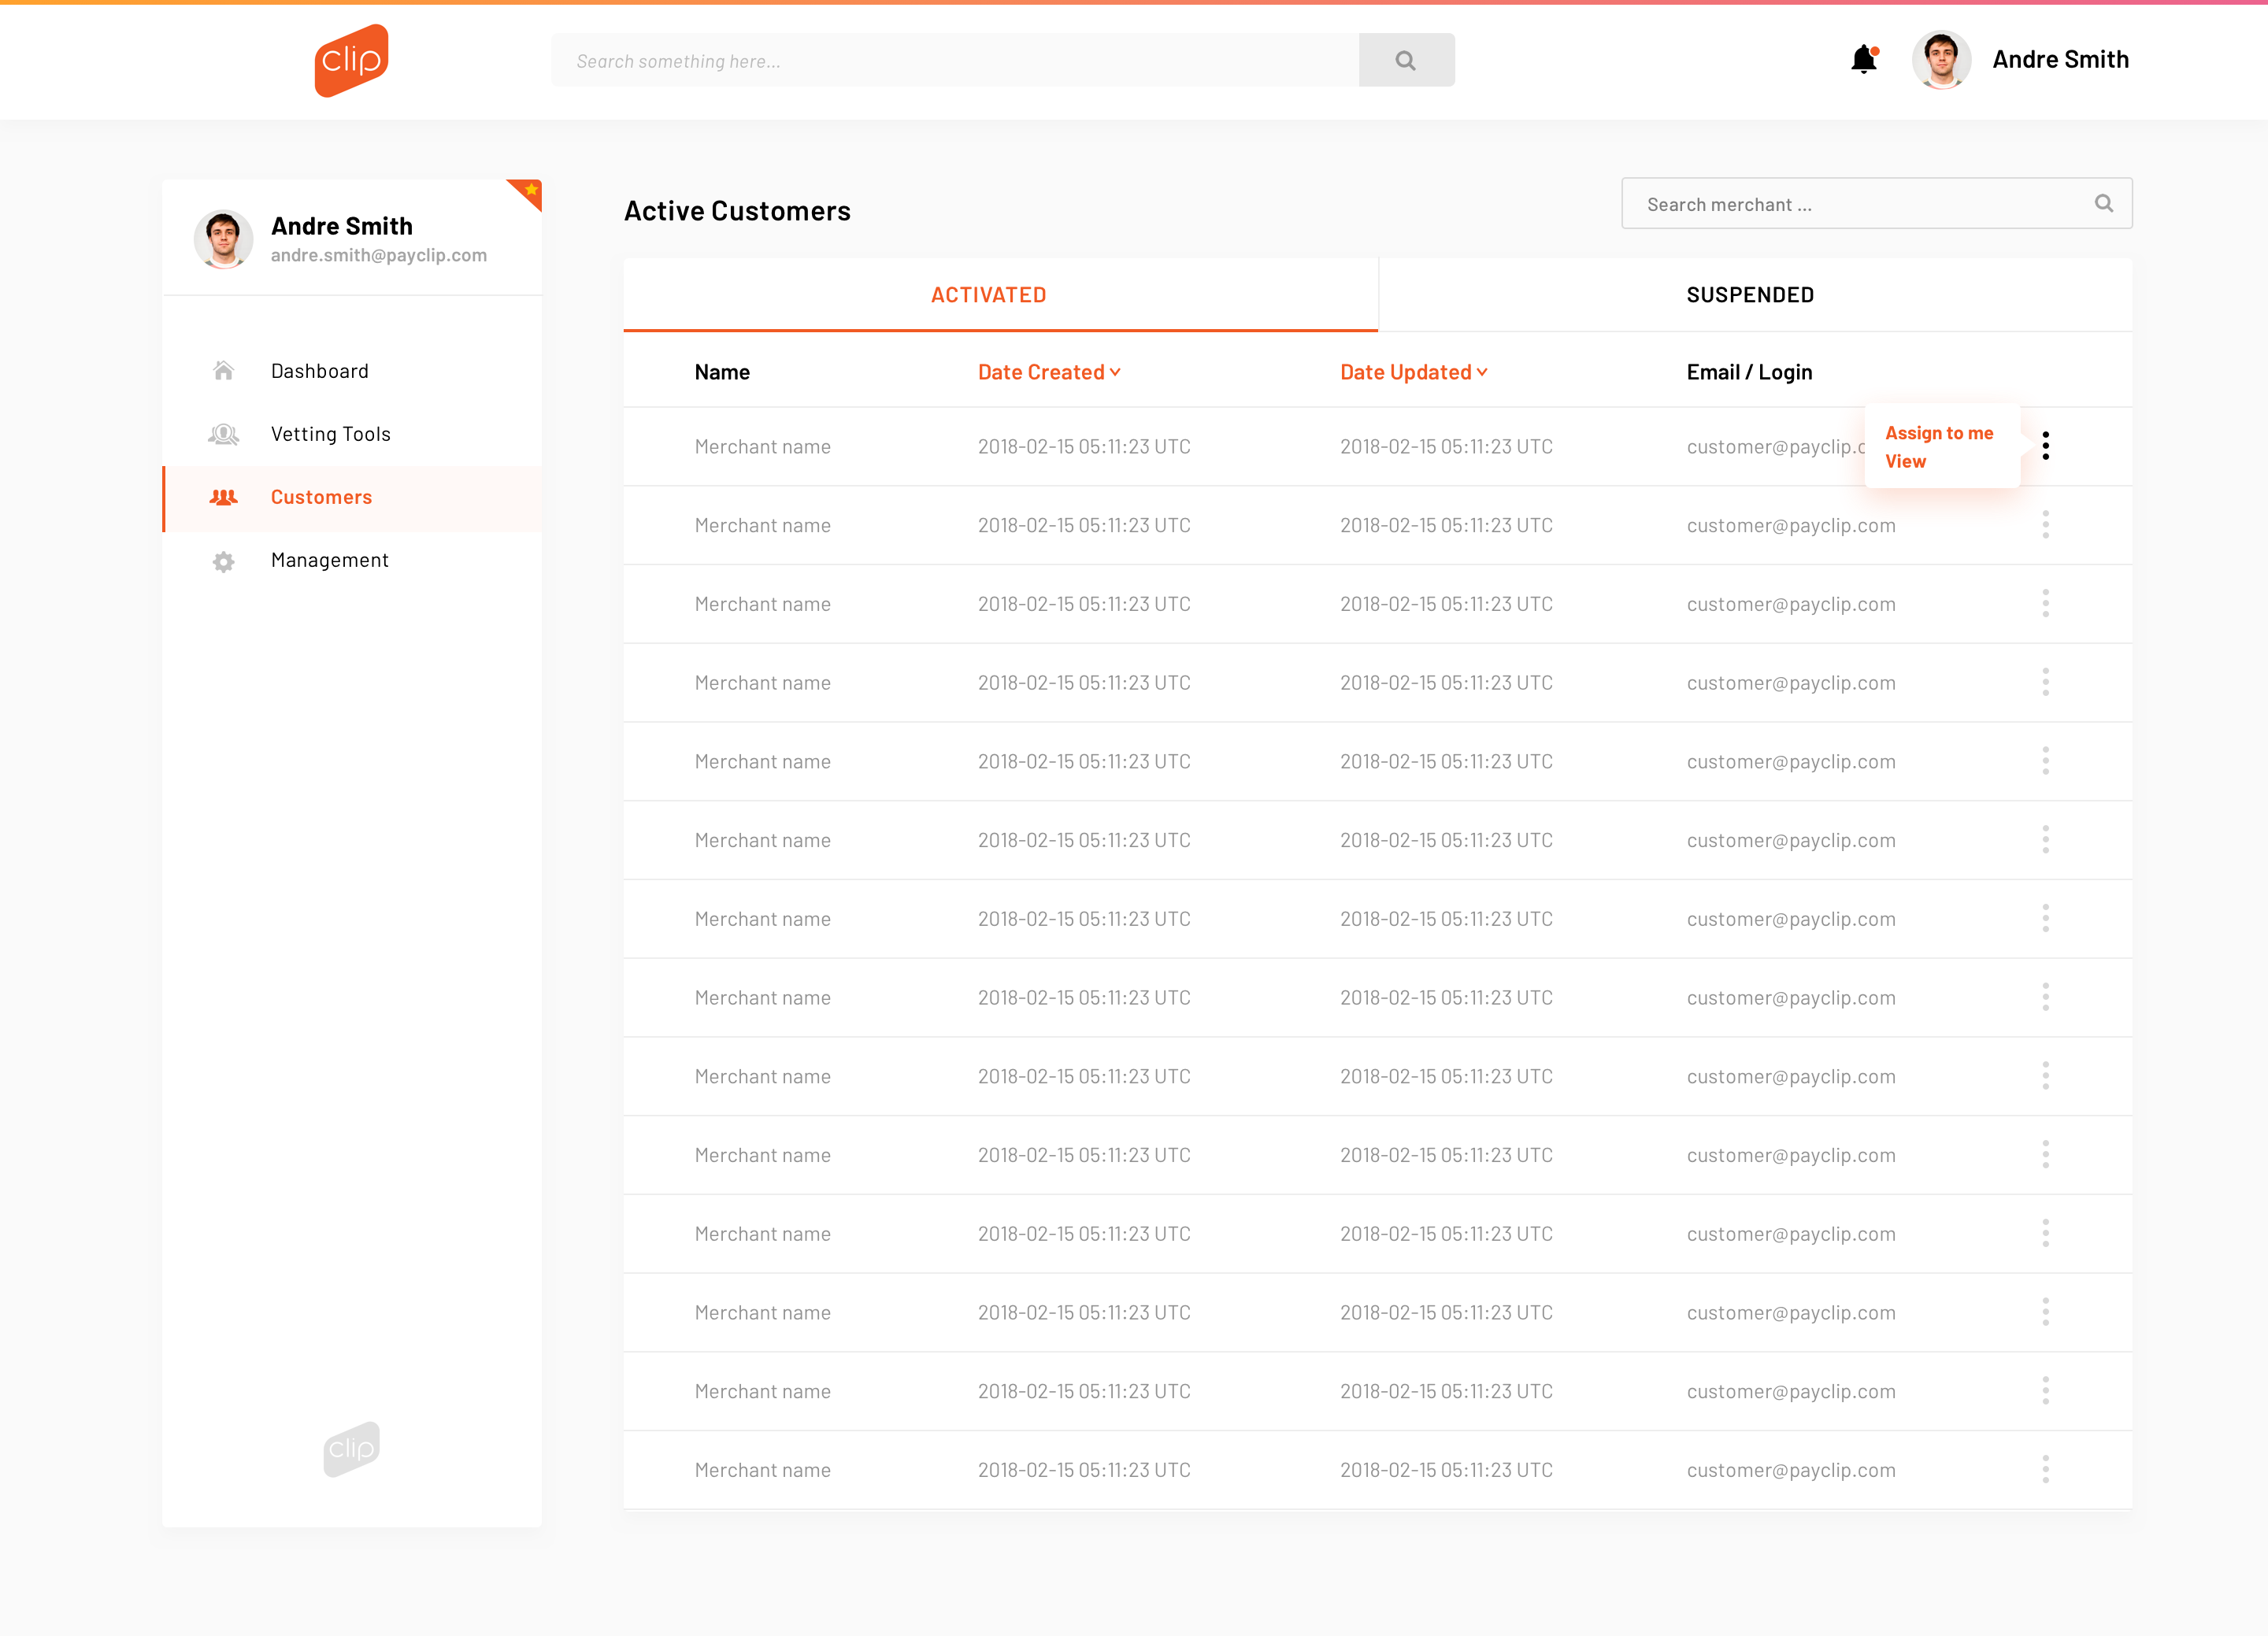 clip
Search something here...
Andre Smith
Andre Smith
andre.smith@payclip.com
Dashboard
Vetting Tools
Customers
Management
clip
Active Customers
Search merchant ...
ACTIVATED SUSPENDED
Name Date Created Date Updated Email / Login
Merchant name 2018-02-15 05:11:23 UTC 2018-02-15 05:11:23 UTC customer@payclip.c
Assign to me
View
Merchant name 2018-02-15 05:11:23 UTC 2018-02-15 05:11:23 UTC customer@payclip.com
Merchant name 2018-02-15 05:11:23 UTC 2018-02-15 05:11:23 UTC customer@payclip.com
Merchant name 2018-02-15 05:11:23 UTC 2018-02-15 05:11:23 UTC customer@payclip.com
Merchant name 2018-02-15 05:11:23 UTC 2018-02-15 05:11:23 UTC customer@payclip.com
Merchant name 2018-02-15 05:11:23 UTC 2018-02-15 05:11:23 UTC customer@payclip.com
Merchant name 2018-02-15 05:11:23 UTC 2018-02-15 05:11:23 UTC customer@payclip.com
Merchant name 2018-02-15 05:11:23 UTC 2018-02-15 05:11:23 UTC customer@payclip.com
Merchant name 2018-02-15 05:11:23 UTC 2018-02-15 05:11:23 UTC customer@payclip.com
Merchant name 2018-02-15 05:11:23 UTC 2018-02-15 05:11:23 UTC customer@payclip.com
Merchant name 2018-02-15 05:11:23 UTC 2018-02-15 05:11:23 UTC customer@payclip.com
Merchant name 2018-02-15 05:11:23 UTC 2018-02-15 05:11:23 UTC customer@payclip.com
Merchant name 2018-02-15 05:11:23 UTC 2018-02-15 05:11:23 UTC customer@payclip.com
Merchant name 2018-02-15 05:11:23 UTC 2018-02-15 05:11:23 UTC customer@payclip.com